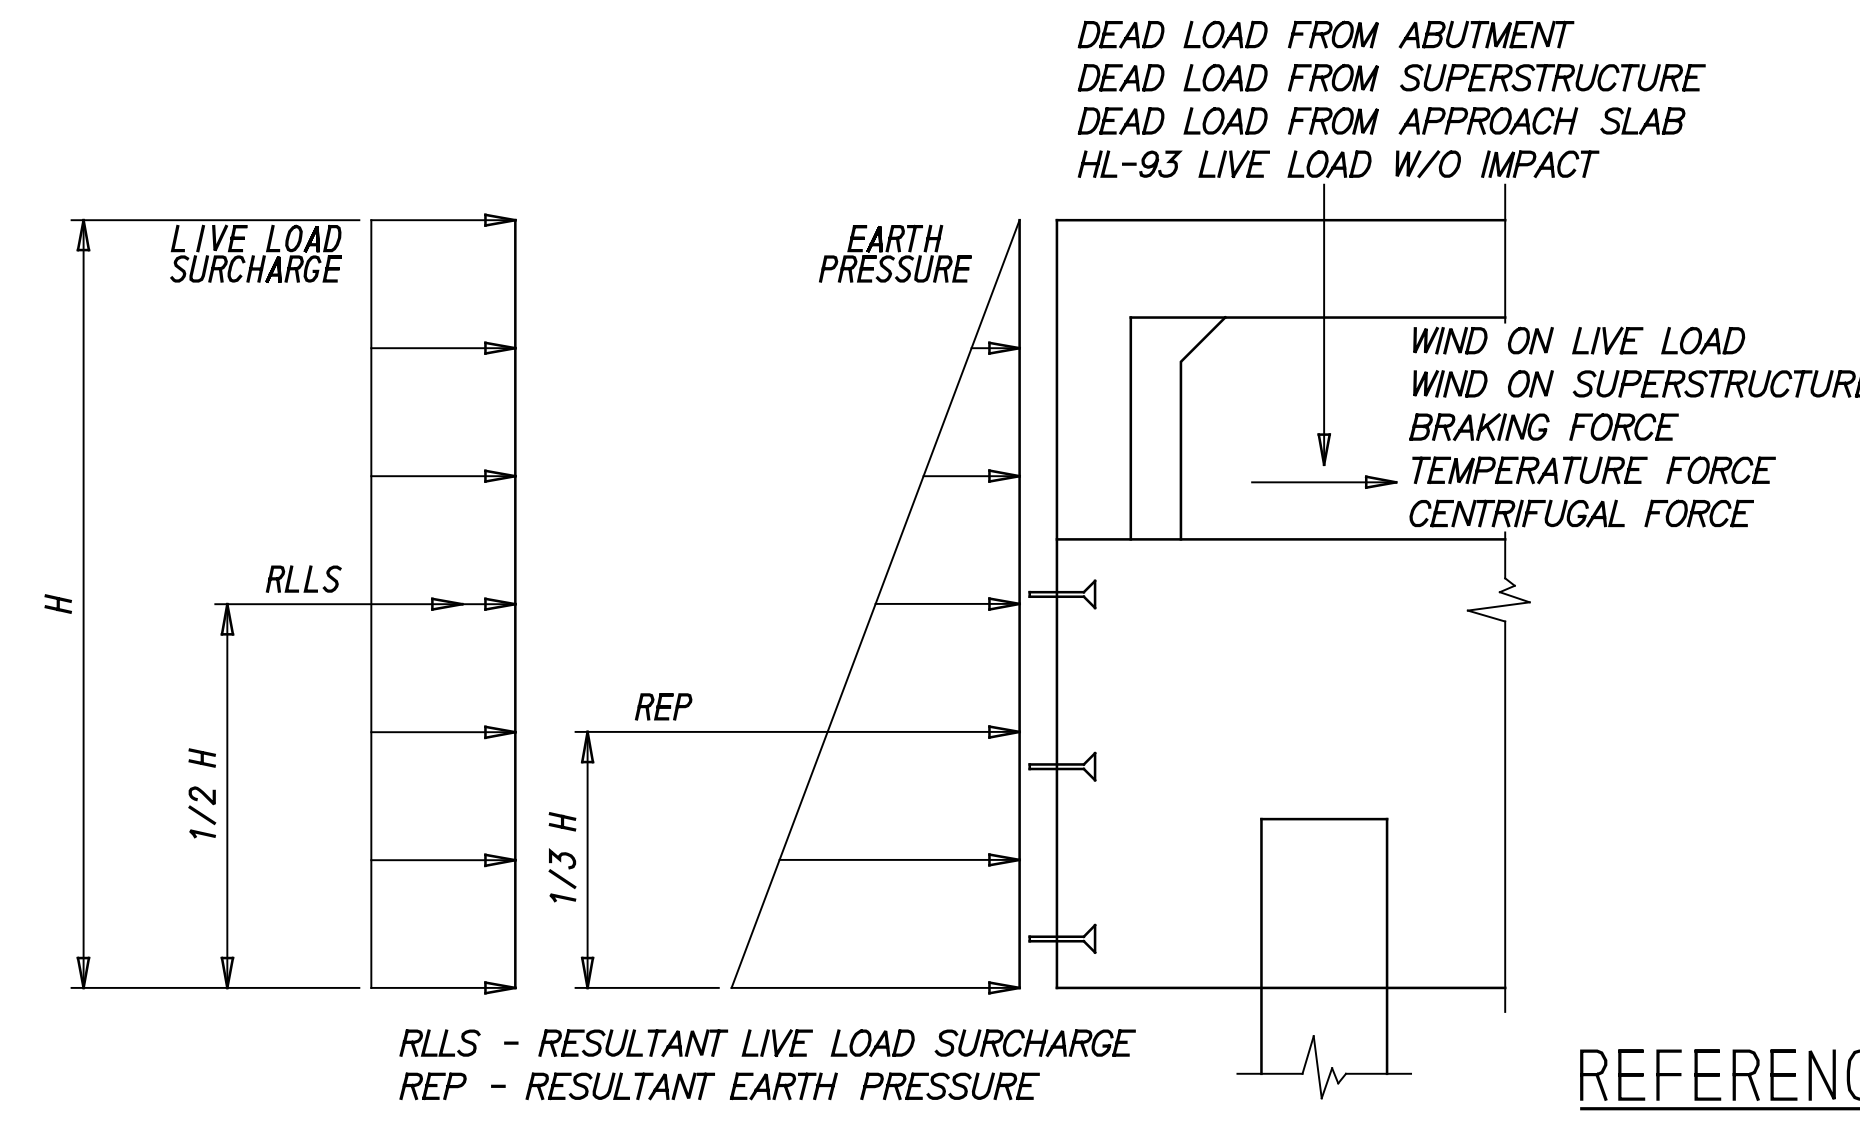 DEAD LOAD FROM ABUTMENT
DEAD LOAD FROM SUPERSTRUCTURE
DEAD LOAD FROM APPROACH SLAB
HL-93 LIVE LOAD W/O IMPACT
LIVE LOAD
SURCHARGE
EARTH
PRESSURE
WIND ON LIVE LOAD
WIND ON SUPERSTRUCTURE
BRAKING FORCE
TEMPERATURE FORCE
CENTRIFUGAL FORCE
RLLS
H
REP
1/2 H
1/3 H
RLLS - RESULTANT LIVE LOAD SURCHARGE
REP - RESULTANT EARTH PRESSURE